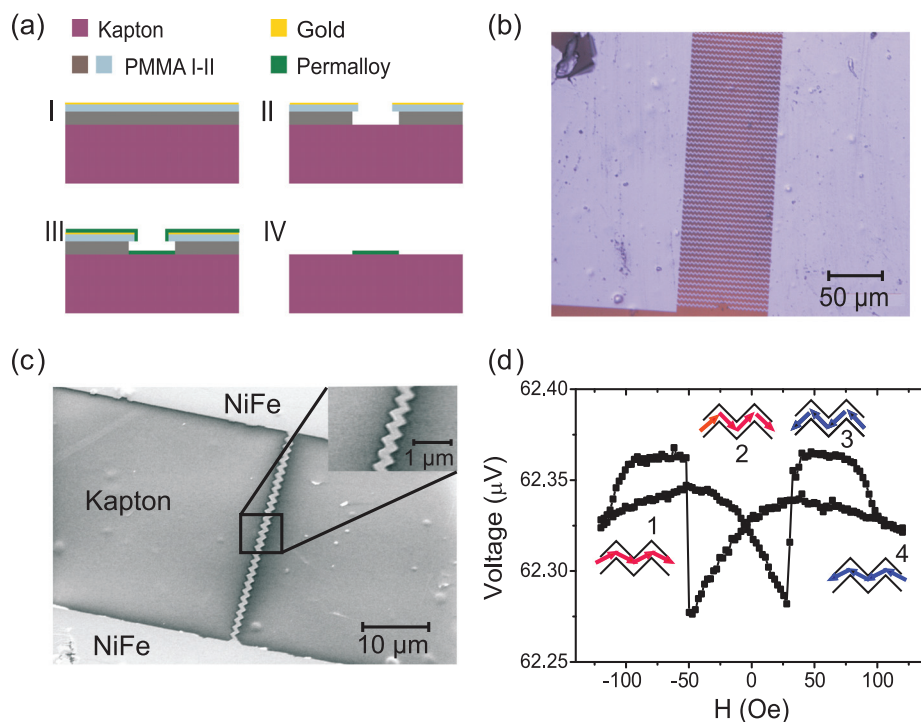 (a)
Kapton
Gold
PMMA I-II
Permalloy
I
II
III
IV
(b)
50 μm
(c)
NiFe
Kapton
NiFe
1 μm
10 μm
(d)
62.40
62.35
62.30
62.25
Voltage (μV)
1
2
3
4
-100
-50
0
50
100
H (Oe)